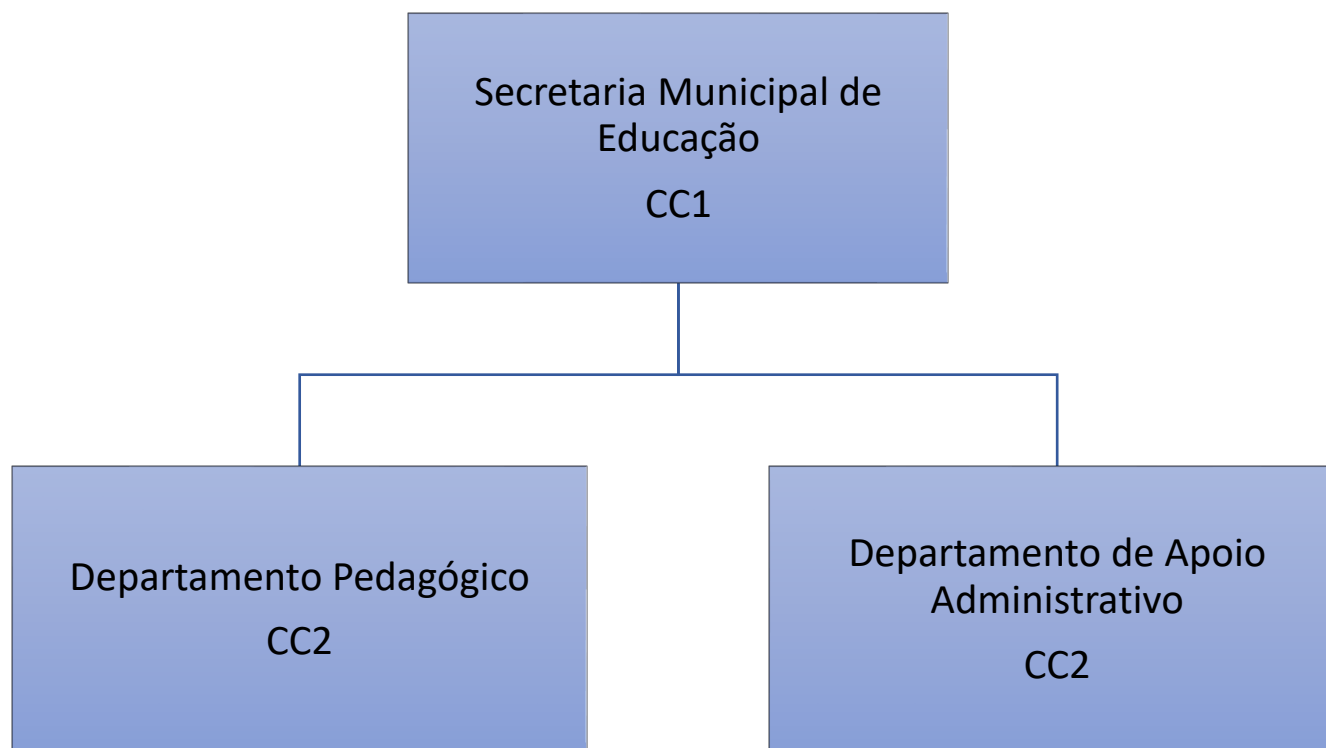 Secretaria Municipal de
Educação
CC1
Departamento Pedagógico
CC2
Departamento de Apoio
Administrativo
CC2